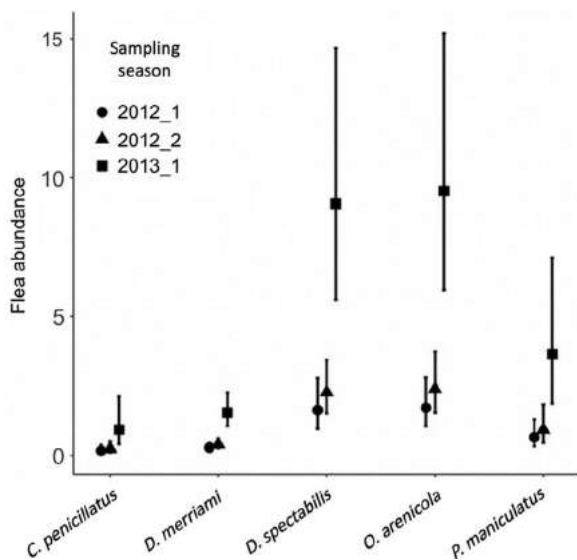 15
10
5
0
Flea abundance
Sampling
season
2012_1
2012_2
2013_1
C. penicillatus
D. merriami
D. spectabilis
O. arenicola
P. maniculatus